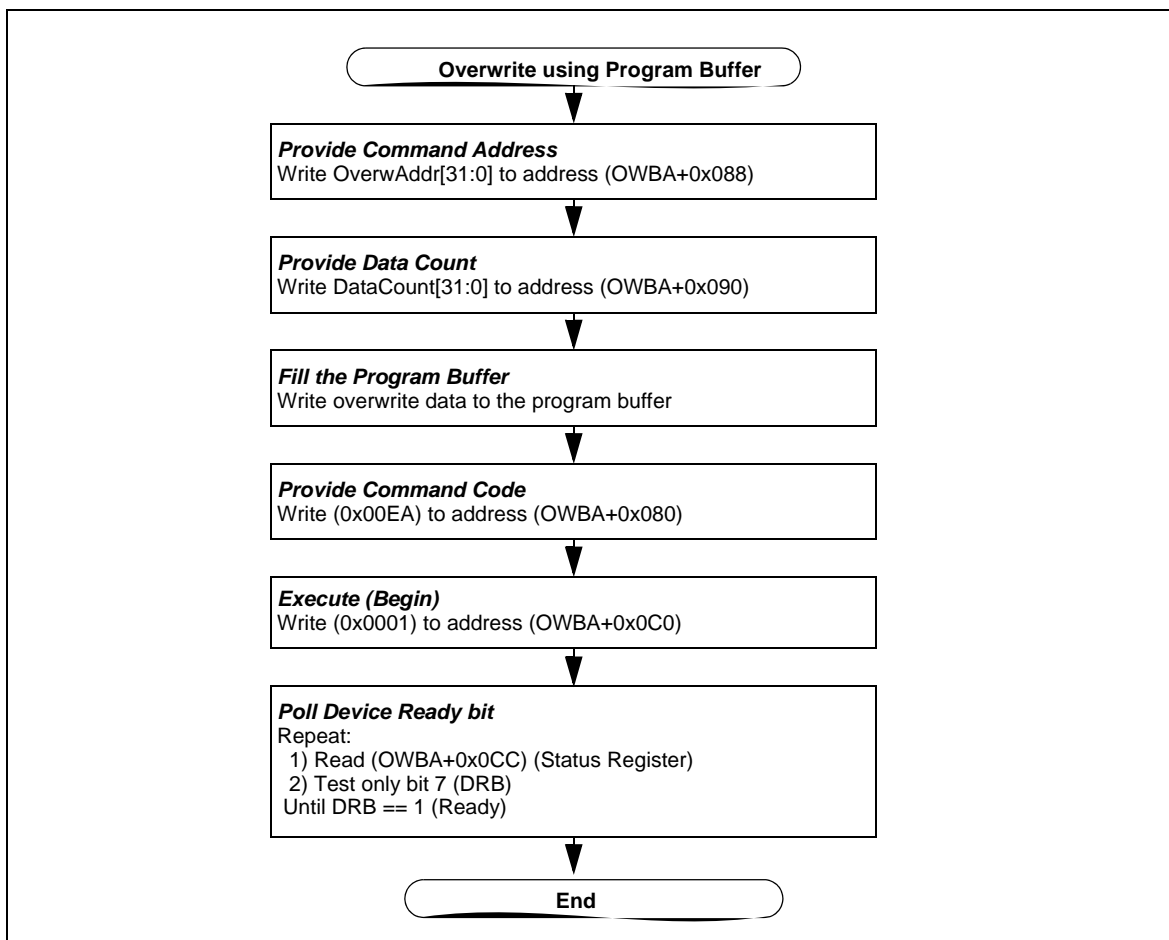 Overwrite using Program Buffer
Provide Command Address
Write OverwAddr[31:0] to address (OWBA+0x088)
Provide Data Count
Write DataCount[31:0] to address (OWBA+0x090)
Fill the Program Buffer
Write overwrite data to the program buffer
Provide Command Code
Write (0x00EA) to address (OWBA+0x080)
Execute (Begin)
Write (0x0001) to address (OWBA+0x0C0)
Poll Device Ready bit
Repeat:
1) Read (OWBA+0x0CC) (Status Register)
2) Test only bit 7 (DRB)
Until DRB == 1 (Ready)
End